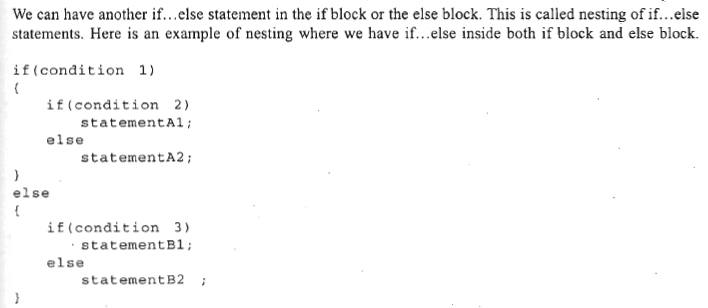 We can have another if...else statement in the if block or the else block. This is called nesting of if...else
statements. Here is an example of nesting where we have if...else inside both if block and else block.
if(condition 1)
{
    if(condition 2)
        statementA1;
    else
        statementA2;
}
else
{
    if(condition 3)
        statementB1;
    else
        statementB2 ;
}